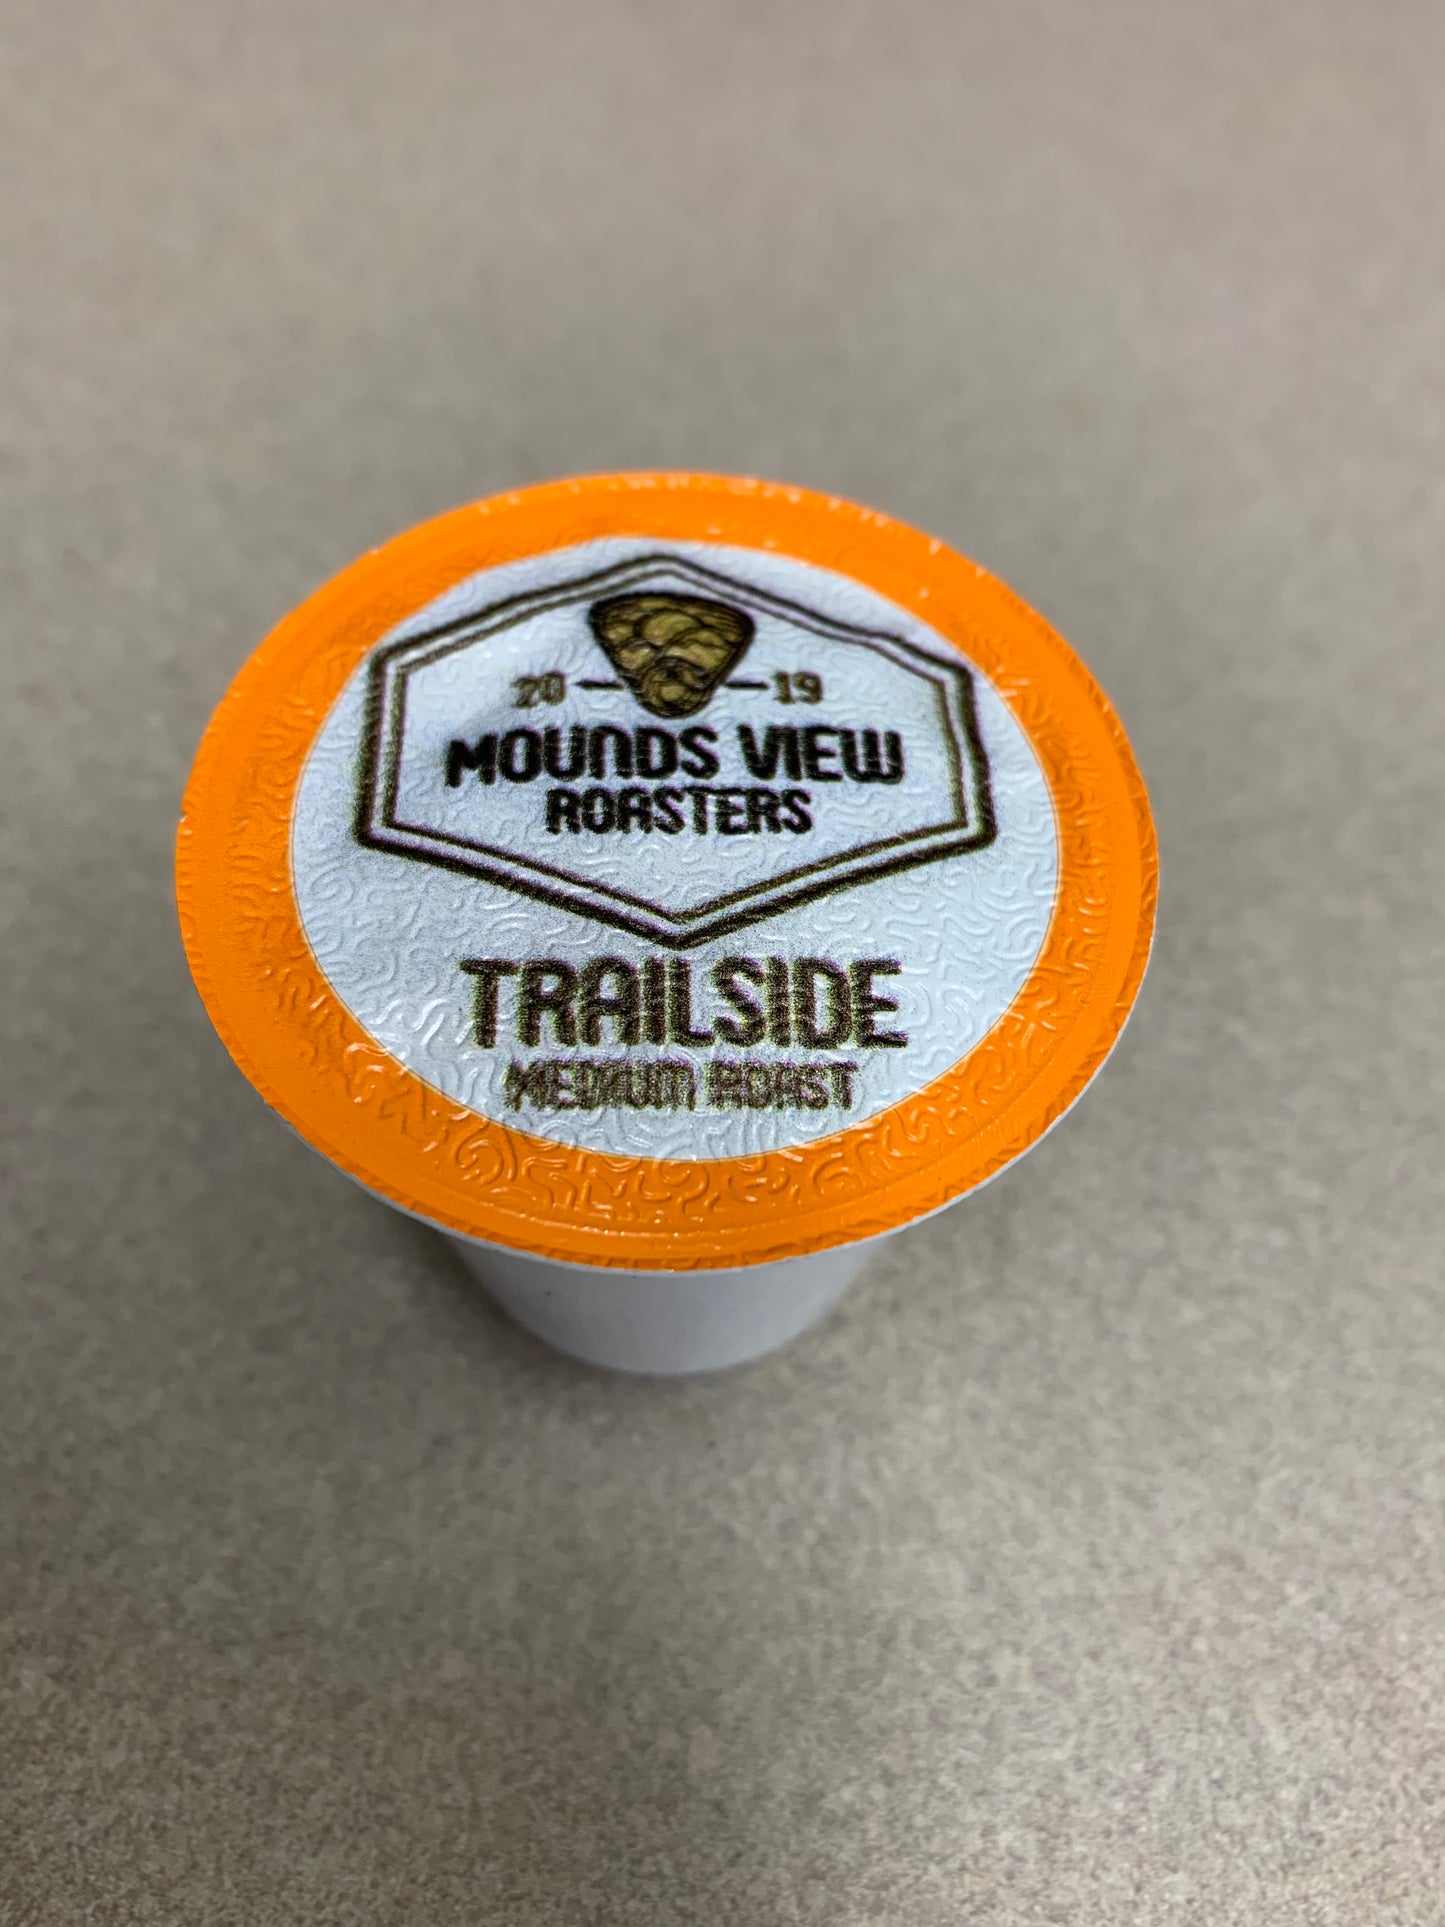 20 19
MOUNDS VIEW
ROASTERS
TRAILSIDE
MEDIUM ROAST